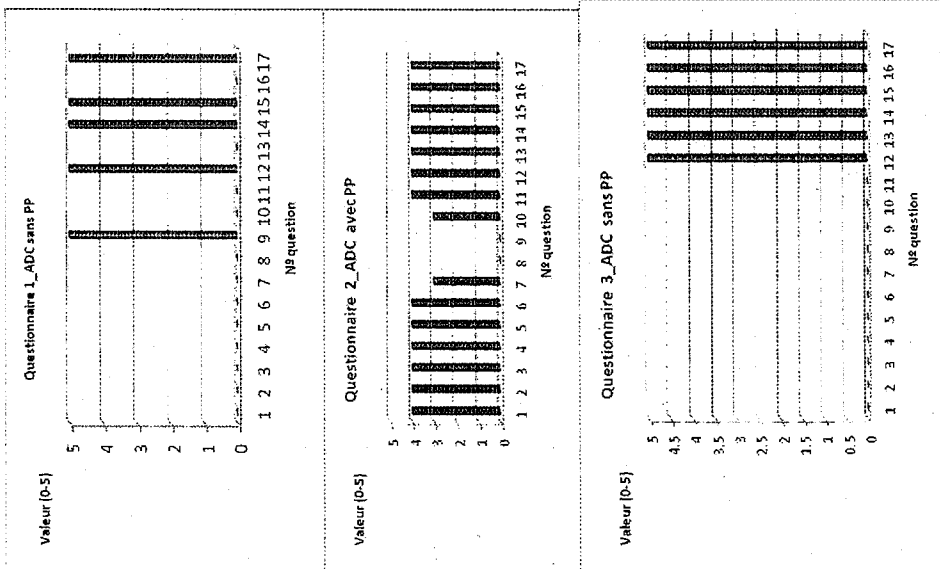 Questionnaire 1_ADC sans PP
Valeur (0-5)
5
4
3
2
1
0
1 2 3 4 5 6 7 8 9 10 11 12 13 14 15 16 17
Nº question
Questionnaire 2_ADC avec PP
Valeur (0-5)
5
4
3
2
1
0
1 2 3 4 5 6 7 8 9 10 11 12 13 14 15 16 17
Nº question
Questionnaire 3_ADC sans PP
Valeur (0-5)
5
4.5
4
3.5
3
2.5
2
1.5
1
0.5
0
1 2 3 4 5 6 7 8 9 10 11 12 13 14 15 16 17
Nº question